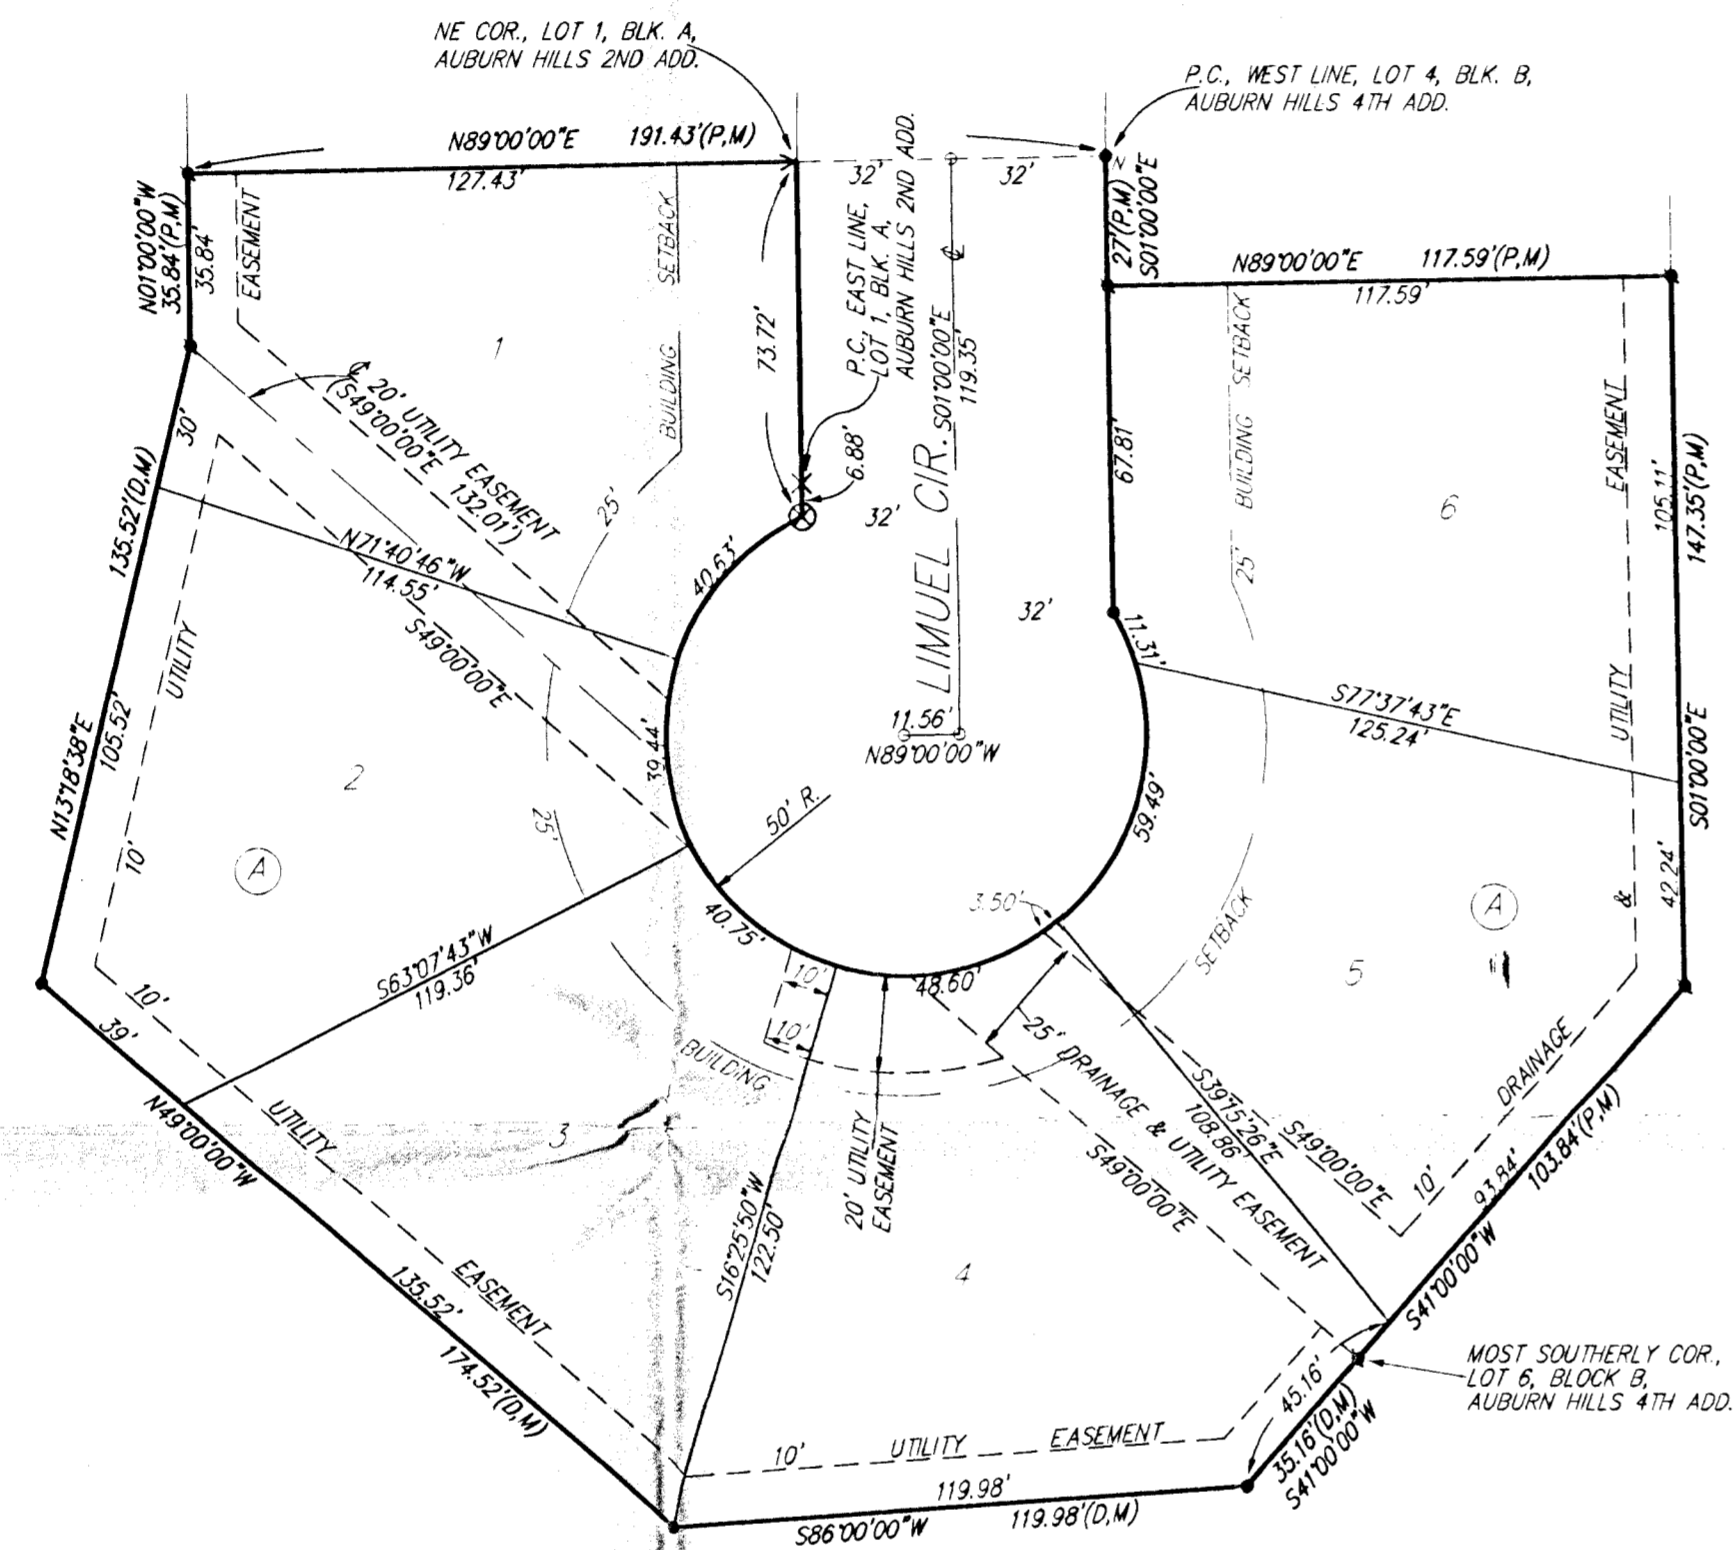 NE COR., LOT 1, BLK. A,
AUBURN HILLS 2ND ADD.
P.C., WEST LINE, LOT 4, BLK. B,
AUBURN HILLS 4TH ADD.
N89°00'00"E 191.43'(P,M)
127.43'
32'
32'
N01°00'00"W
35.84'(P,M)
35.84'
EASEMENT
SETBACK
BUILDING
25'
1
73.72'
P.C., EAST LINE,
LOT 1, BLK. A,
AUBURN HILLS 2ND ADD.
6.88'
32'
S01°00'00"E
119.35'
LIMUEL CIR.
32'
27'(P,M)
S01°00'00"E
67.81'
N89°00'00"E 117.59'(P,M)
117.59'
25' BUILDING SETBACK
EASEMENT
UTILITY
&
DRAINAGE
10'
6
105.11'
147.35'(P,M)
S01°00'00"E
42.24'
℄ 20' UTILITY EASEMENT
(S49°00'00"E 132.01')
30'
135.52'(D,M)
N71°40'46"W
114.55'
S49°00'00"E
40.63'
39.44'
11.31'
S77°37'43"E
125.24'
11.56'
N89°00'00"W
50' R.
59.49'
UTILITY
105.52'
N13°18'38"E
10'
2
A
25'
S63°07'43"W
119.36'
40.75'
3.50'
48.60'
SETBACK
BUILDING
A
5
10'
10'
25' DRAINAGE & UTILITY EASEMENT
S49°00'00"E
S39°15'26"E
108.86'
S49°00'00"E
93.84'
103.84'(P,M)
S41°00'00"W
10'
39'
N49°00'00"W
UTILITY
EASEMENT
3
135.52'
174.52'(D,M)
S16°25'50"W
122.50'
20' UTILITY
EASEMENT
4
MOST SOUTHERLY COR.,
LOT 6, BLOCK B,
AUBURN HILLS 4TH ADD.
45.16'
35.16'(D,M)
S41°00'00"W
10' UTILITY EASEMENT
119.98'
S86°00'00"W 119.98'(D,M)